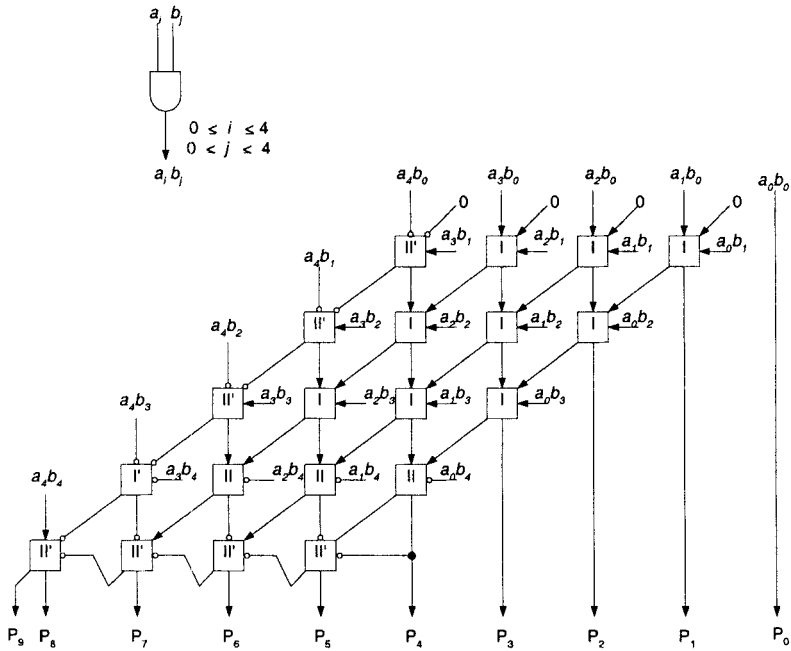 a_i b_j
0 ≤ i ≤ 4
0 < j ≤ 4
a_i b_j
a_4b_0 a_3b_0 a_2b_0 a_1b_0 a_0b_0
0 0 0 0
II' a_3b_1 I a_2b_1 I a_1b_1 I a_0b_1
a_4b_1
II' a_3b_2 I a_2b_2 I a_1b_2 I a_0b_2
a_4b_2
II' a_3b_3 I a_2b_3 I a_1b_3 I a_0b_3
a_4b_3
I' a_3b_4 II a_2b_4 II a_1b_4 II a_0b_4
a_4b_4
II' II' II' II'
P_9 P_8 P_7 P_6 P_5 P_4 P_3 P_2 P_1 P_0